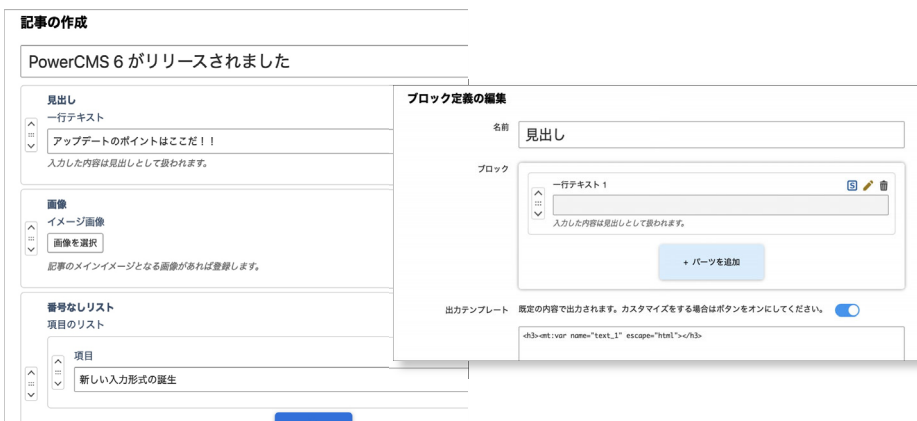 記事の作成
PowerCMS 6 がリリースされました
見出し
一行テキスト
アップデートのポイントはここだ！！
入力した内容は見出しとして扱われます。
画像
イメージ画像
画像を選択
記事のメインイメージとなる画像があれば登録します。
番号なしリスト
項目のリスト
項目
新しい入力形式の誕生
ブロック定義の編集
名前
見出し
ブロック
一行テキスト 1
S
入力した内容は見出しとして扱われます。
+ パーツを追加
出力テンプレート
既定の内容で出力されます。カスタマイズをする場合はボタンをオンにしてください。
<h3><mt:var name="text_1" escape="html"></h3>